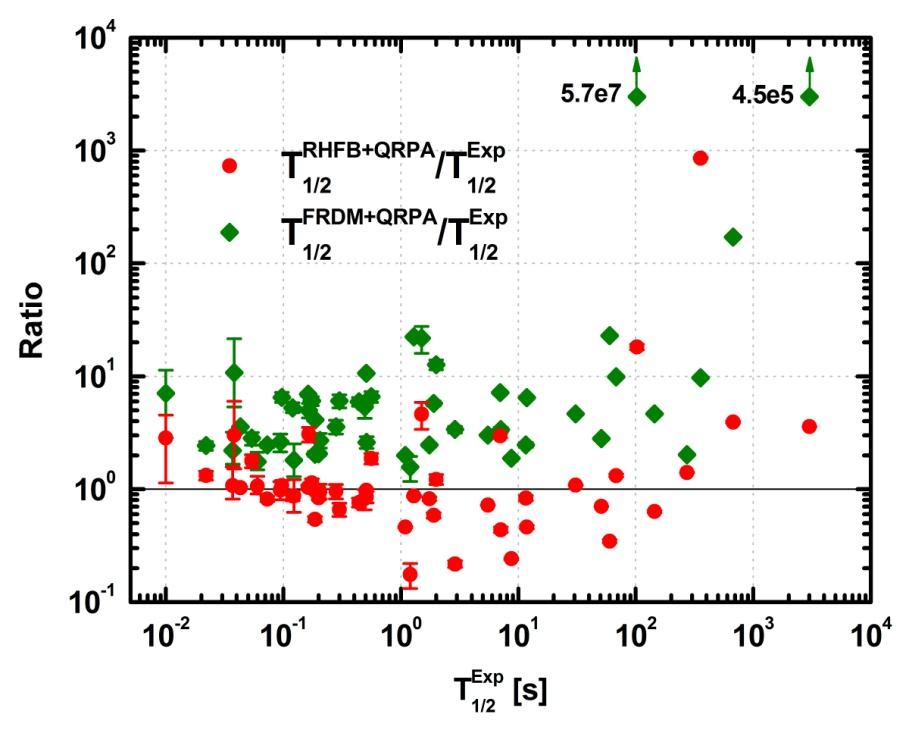 10^4
5.7e7
4.5e5
10^3
T_{1/2}^{RHFB+QRPA}/T_{1/2}^{Exp}
T_{1/2}^{FRDM+QRPA}/T_{1/2}^{Exp}
10^2
Ratio
10^1
10^0
10^-1
10^-2 10^-1 10^0 10^1 10^2 10^3 10^4
T_{1/2}^{Exp} [s]